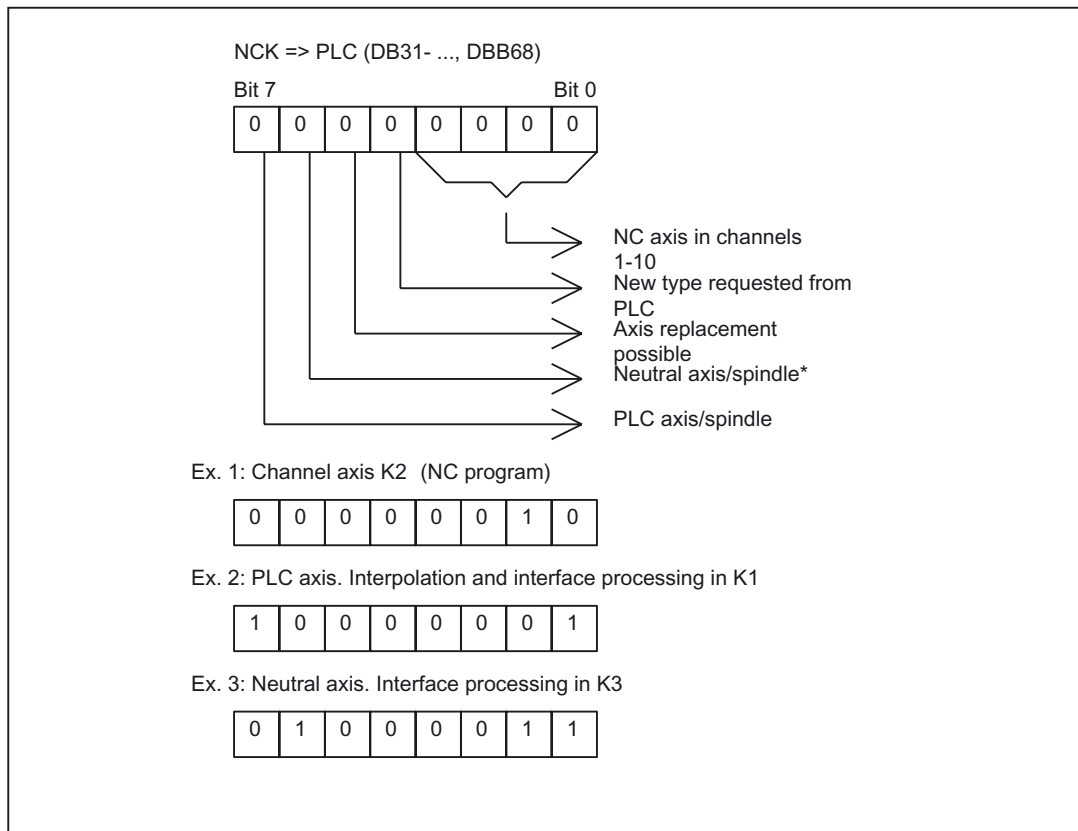 NCK => PLC (DB31- ..., DBB68)
Bit 7 Bit 0
0 0 0 0 0 0 0 0
NC axis in channels
1-10
New type requested from
PLC
Axis replacement
possible
Neutral axis/spindle*
PLC axis/spindle
Ex. 1: Channel axis K2 (NC program)
0 0 0 0 0 0 1 0
Ex. 2: PLC axis. Interpolation and interface processing in K1
1 0 0 0 0 0 0 1
Ex. 3: Neutral axis. Interface processing in K3
0 1 0 0 0 0 1 1